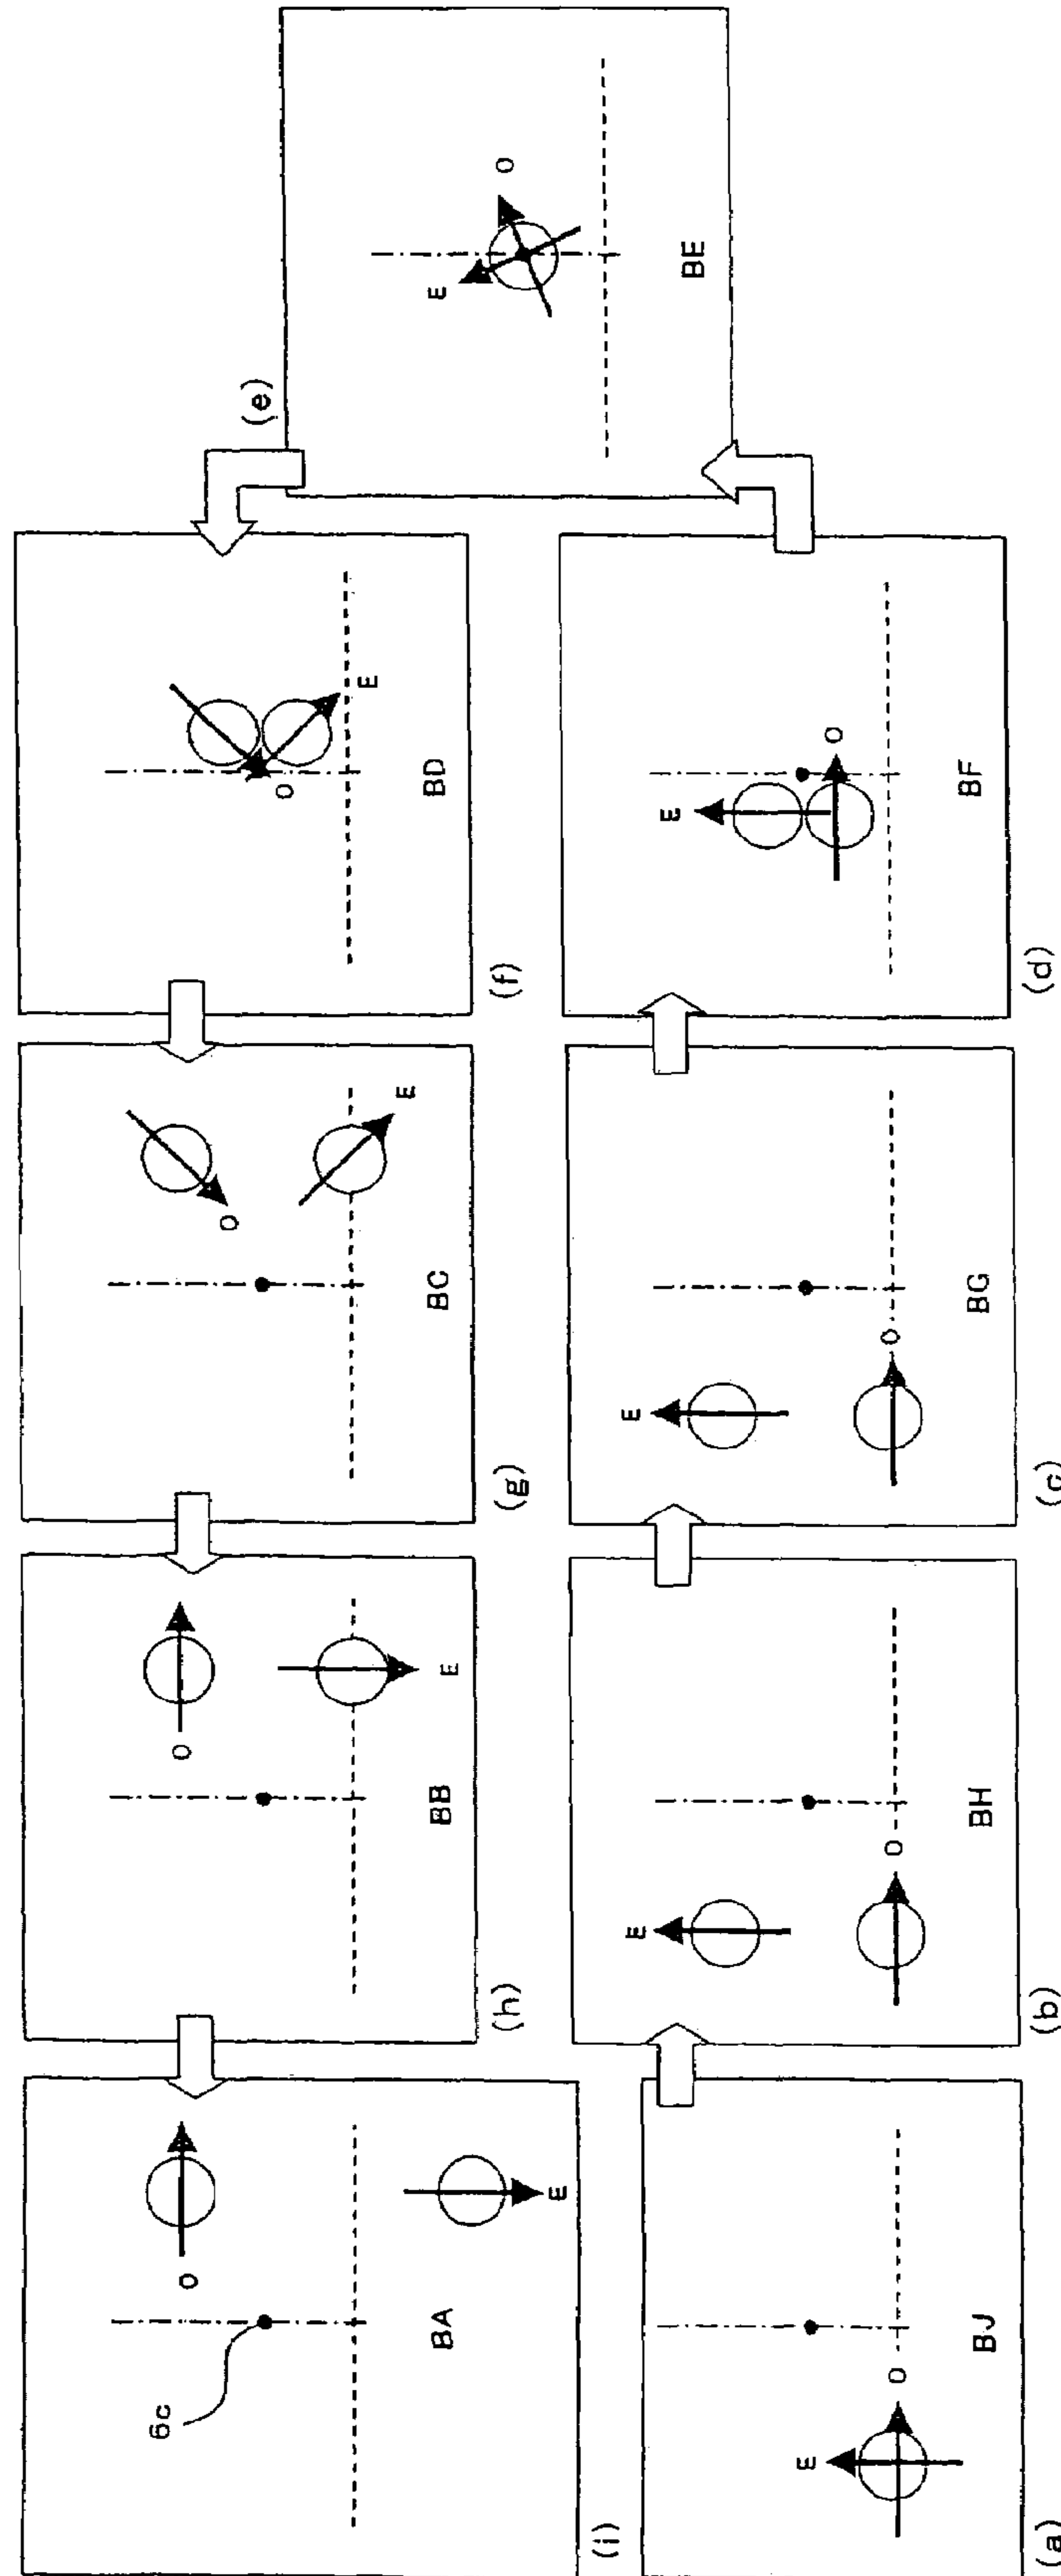 (i)
6c
O
E
BA
(h)
O
E
BB
(g)
O
E
BC
(f)
O
E
BD
(e)
E
O
BE
(a)
E
O
BJ
(b)
E
O
BH
(c)
E
O
BG
(d)
E
O
BF